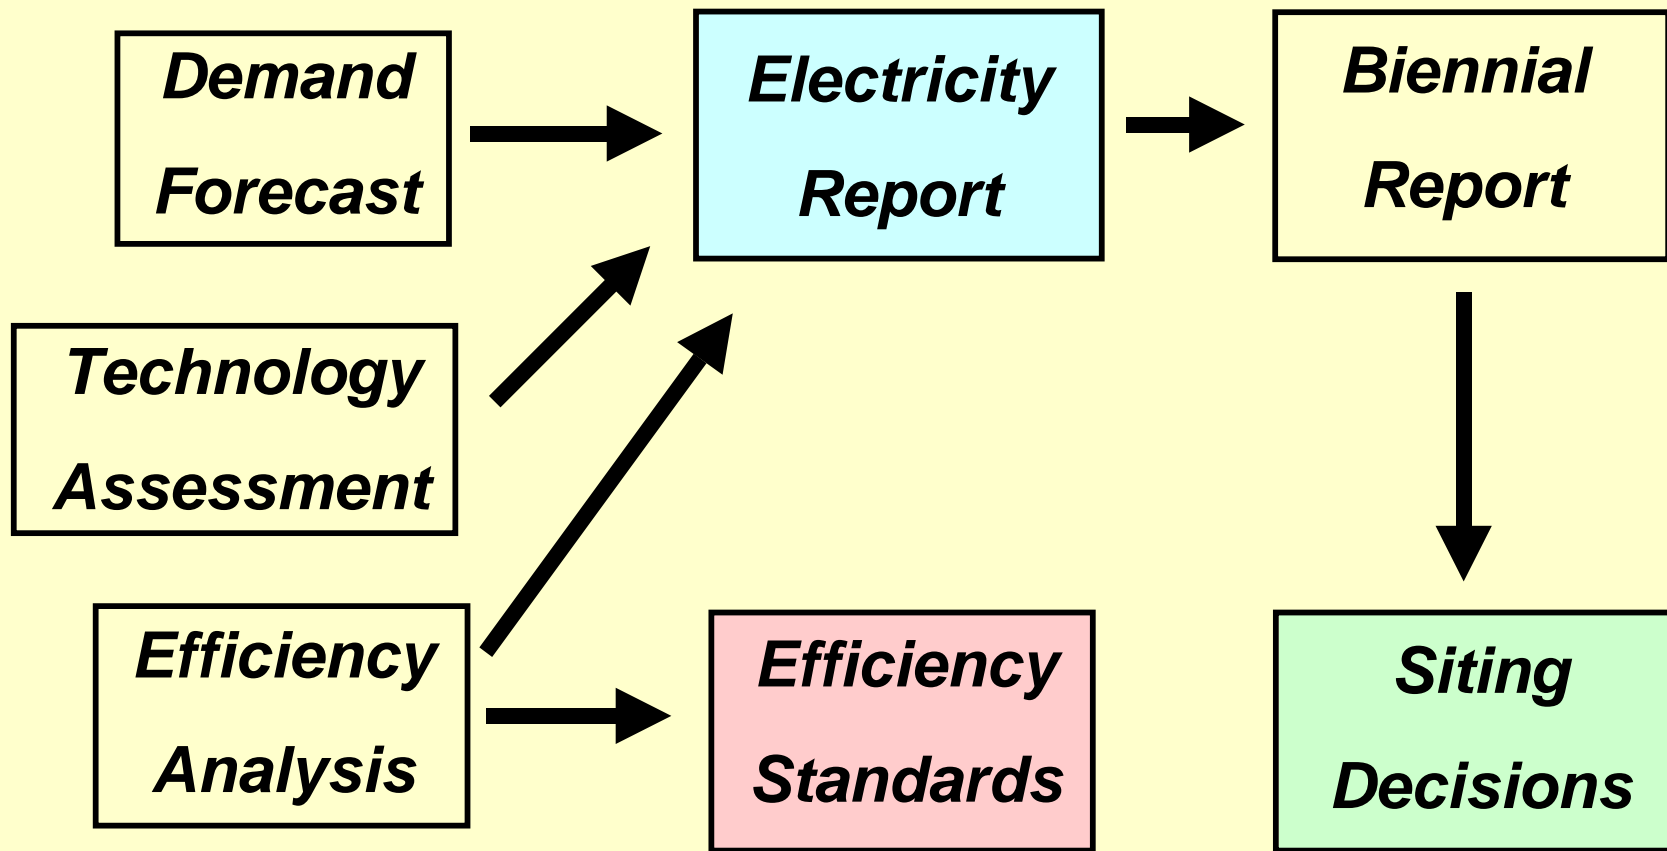 Demand
Forecast
Electricity
Report
Biennial
Report
Technology
Assessment
Efficiency
Analysis
Efficiency
Standards
Siting
Decisions